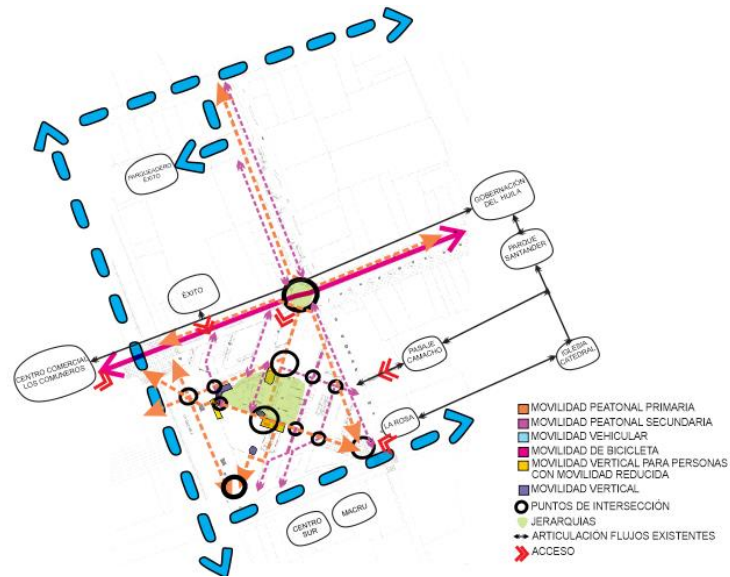 PARQUEADERO
ÉXITO
GOBERNACIÓN
DEL HUILA
PARQUE
SANTANDER
ÉXITO
CENTRO COMERCIAL
LOS COMUNEROS
PASAJE
CAMACHO
IGLESIA
CATEDRAL
LA ROSA
CENTRO
SUR
MACRU
MOVILIDAD PEATONAL PRIMARIA
MOVILIDAD PEATONAL SECUNDARIA
MOVILIDAD VEHICULAR
MOVILIDAD DE BICICLETA
MOVILIDAD VERTICAL PARA PERSONAS
CON MOVILIDAD REDUCIDA
MOVILIDAD VERTICAL
PUNTOS DE INTERSECCIÓN
JERARQUIAS
ARTICULACION FLUJOS EXISTENTES
ACCESO